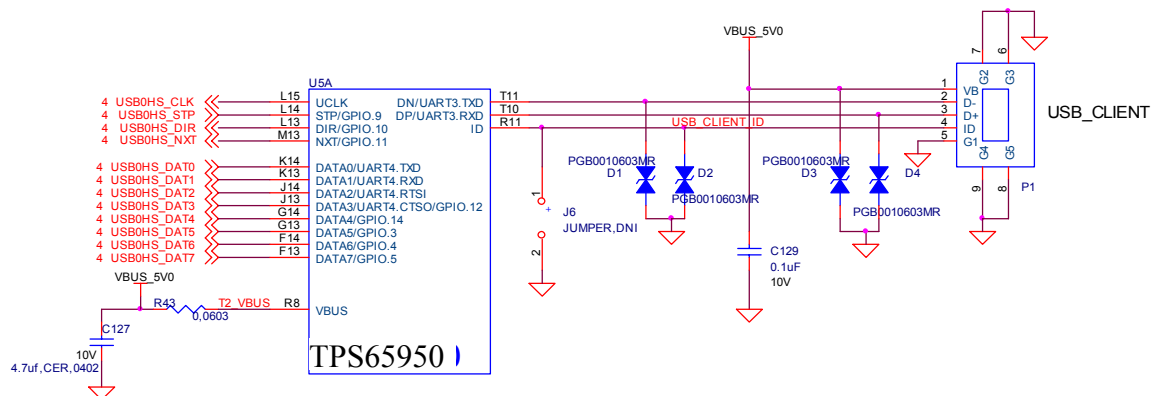 VBUS_5V0
7
6
G2
G3
U5A
4 USB0HS_CLK
L15
UCLK
DN/UART3.TXD
T11
1
VB
4 USB0HS_STP
L14
STP/GPIO.9
DP/UART3.RXD
T10
2
D-
4 USB0HS_DIR
L13
DIR/GPIO.10
ID
R11
3
D+
4 USB0HS_NXT
M13
NXT/GPIO.11
USB_CLIENT_ID
4
ID
5
G1
USB_CLIENT
G4
G5
9
8
P1
4 USB0HS_DAT0
K14
DATA0/UART4.TXD
4 USB0HS_DAT1
K13
DATA1/UART4.RXD
4 USB0HS_DAT2
J14
DATA2/UART4.RTSI
4 USB0HS_DAT3
J13
DATA3/UART4.CTSO/GPIO.12
4 USB0HS_DAT4
G14
DATA4/GPIO.14
4 USB0HS_DAT5
G13
DATA5/GPIO.3
4 USB0HS_DAT6
F14
DATA6/GPIO.4
4 USB0HS_DAT7
F13
DATA7/GPIO.5
PGB0010603MR
D1
D2
PGB0010603MR
PGB0010603MR
D3
D4
PGB0010603MR
1
+
J6
JUMPER,DNI
2
C129
0.1uF
10V
VBUS_5V0
R43
0,0603
T2_VBUS
R8
VBUS
C127
10V
4.7uf,CER,0402
TPS65950